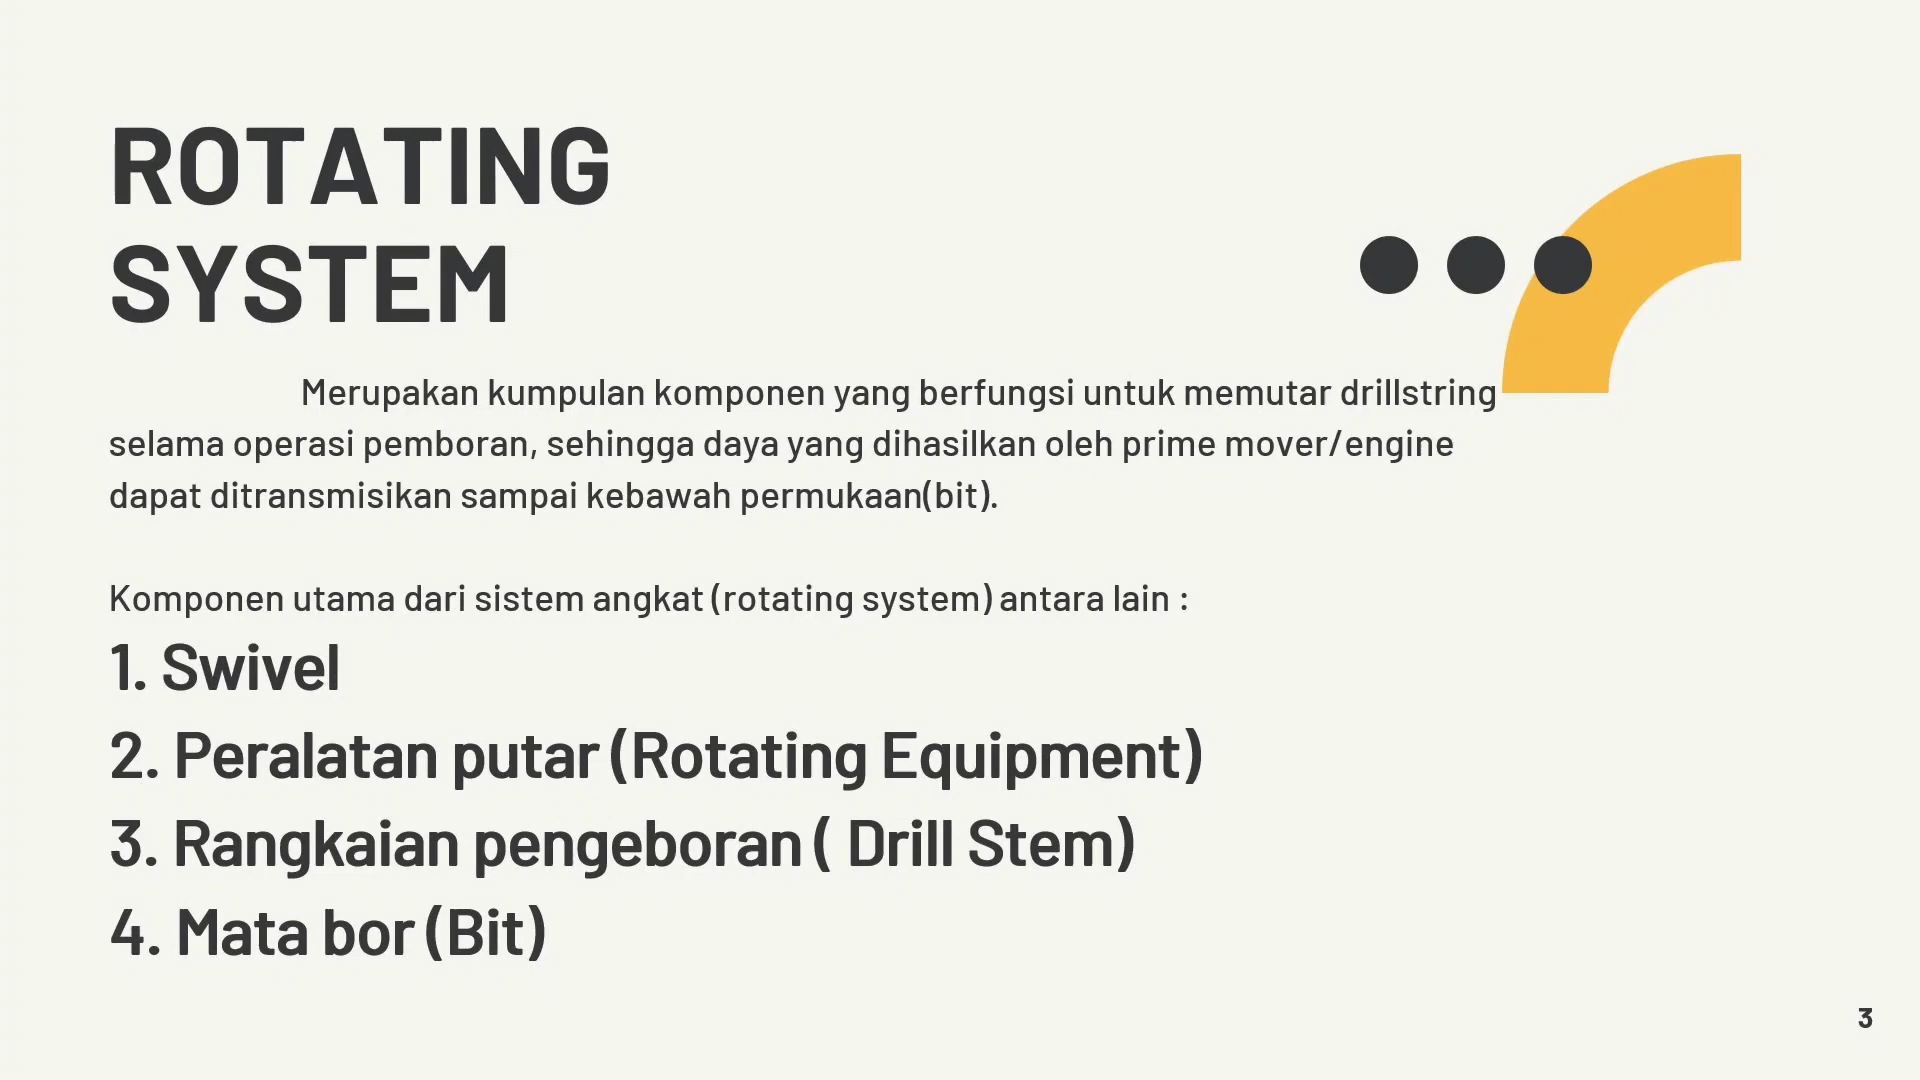 ROTATING
SYSTEM
Merupakan kumpulan komponen yang berfungsi untuk memutar drillstring
selama operasi pemboran, sehingga daya yang dihasilkan oleh prime mover/engine
dapat ditransmisikan sampai kebawah permukaan(bit).
Komponen utama dari sistem angkat (rotating system) antara lain :
1. Swivel
2. Peralatan putar (Rotating Equipment)
3. Rangkaian pengeboran ( Drill Stem)
4. Mata bor (Bit)
3